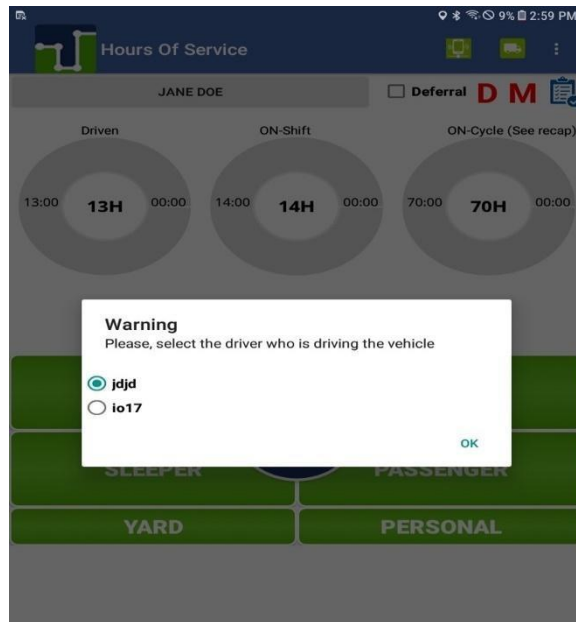 9% 2:59 PM
Hours Of Service
JANE DOE
Deferral D M
Driven
ON-Shift
ON-Cycle (See recap)
13:00 13H 00:00 14:00 14H 00:00 70:00 70H 00:00
Warning
Please, select the driver who is driving the vehicle
jdjd
io17
OK
SLEEPER
PASSENGER
YARD
PERSONAL